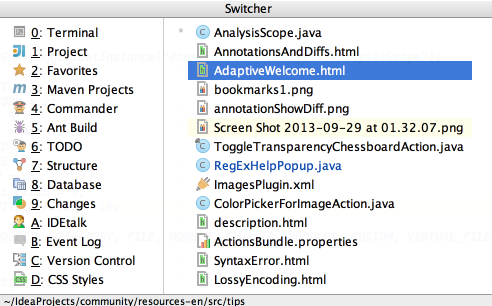 Switcher
0: Terminal
1: Project
2: Favorites
3: Maven Projects
4: Commander
5: Ant Build
6: TODO
7: Structure
8: Database
9: Changes
A: IDEtalk
B: Event Log
C: Version Control
D: CSS Styles
* AnalysisScope.java
AnnotationsAndDiffs.html
AdaptiveWelcome.html
bookmarks1.png
annotationShowDiff.png
Screen Shot 2013-09-29 at 01.32.07.png
ToggleTransparencyChessboardAction.java
RegExHelpPopup.java
ImagesPlugin.xml
ColorPickerForImageAction.java
description.html
ActionsBundle.properties
SyntaxError.html
LossyEncoding.html
~/IdeaProjects/community/resources-en/src/tips